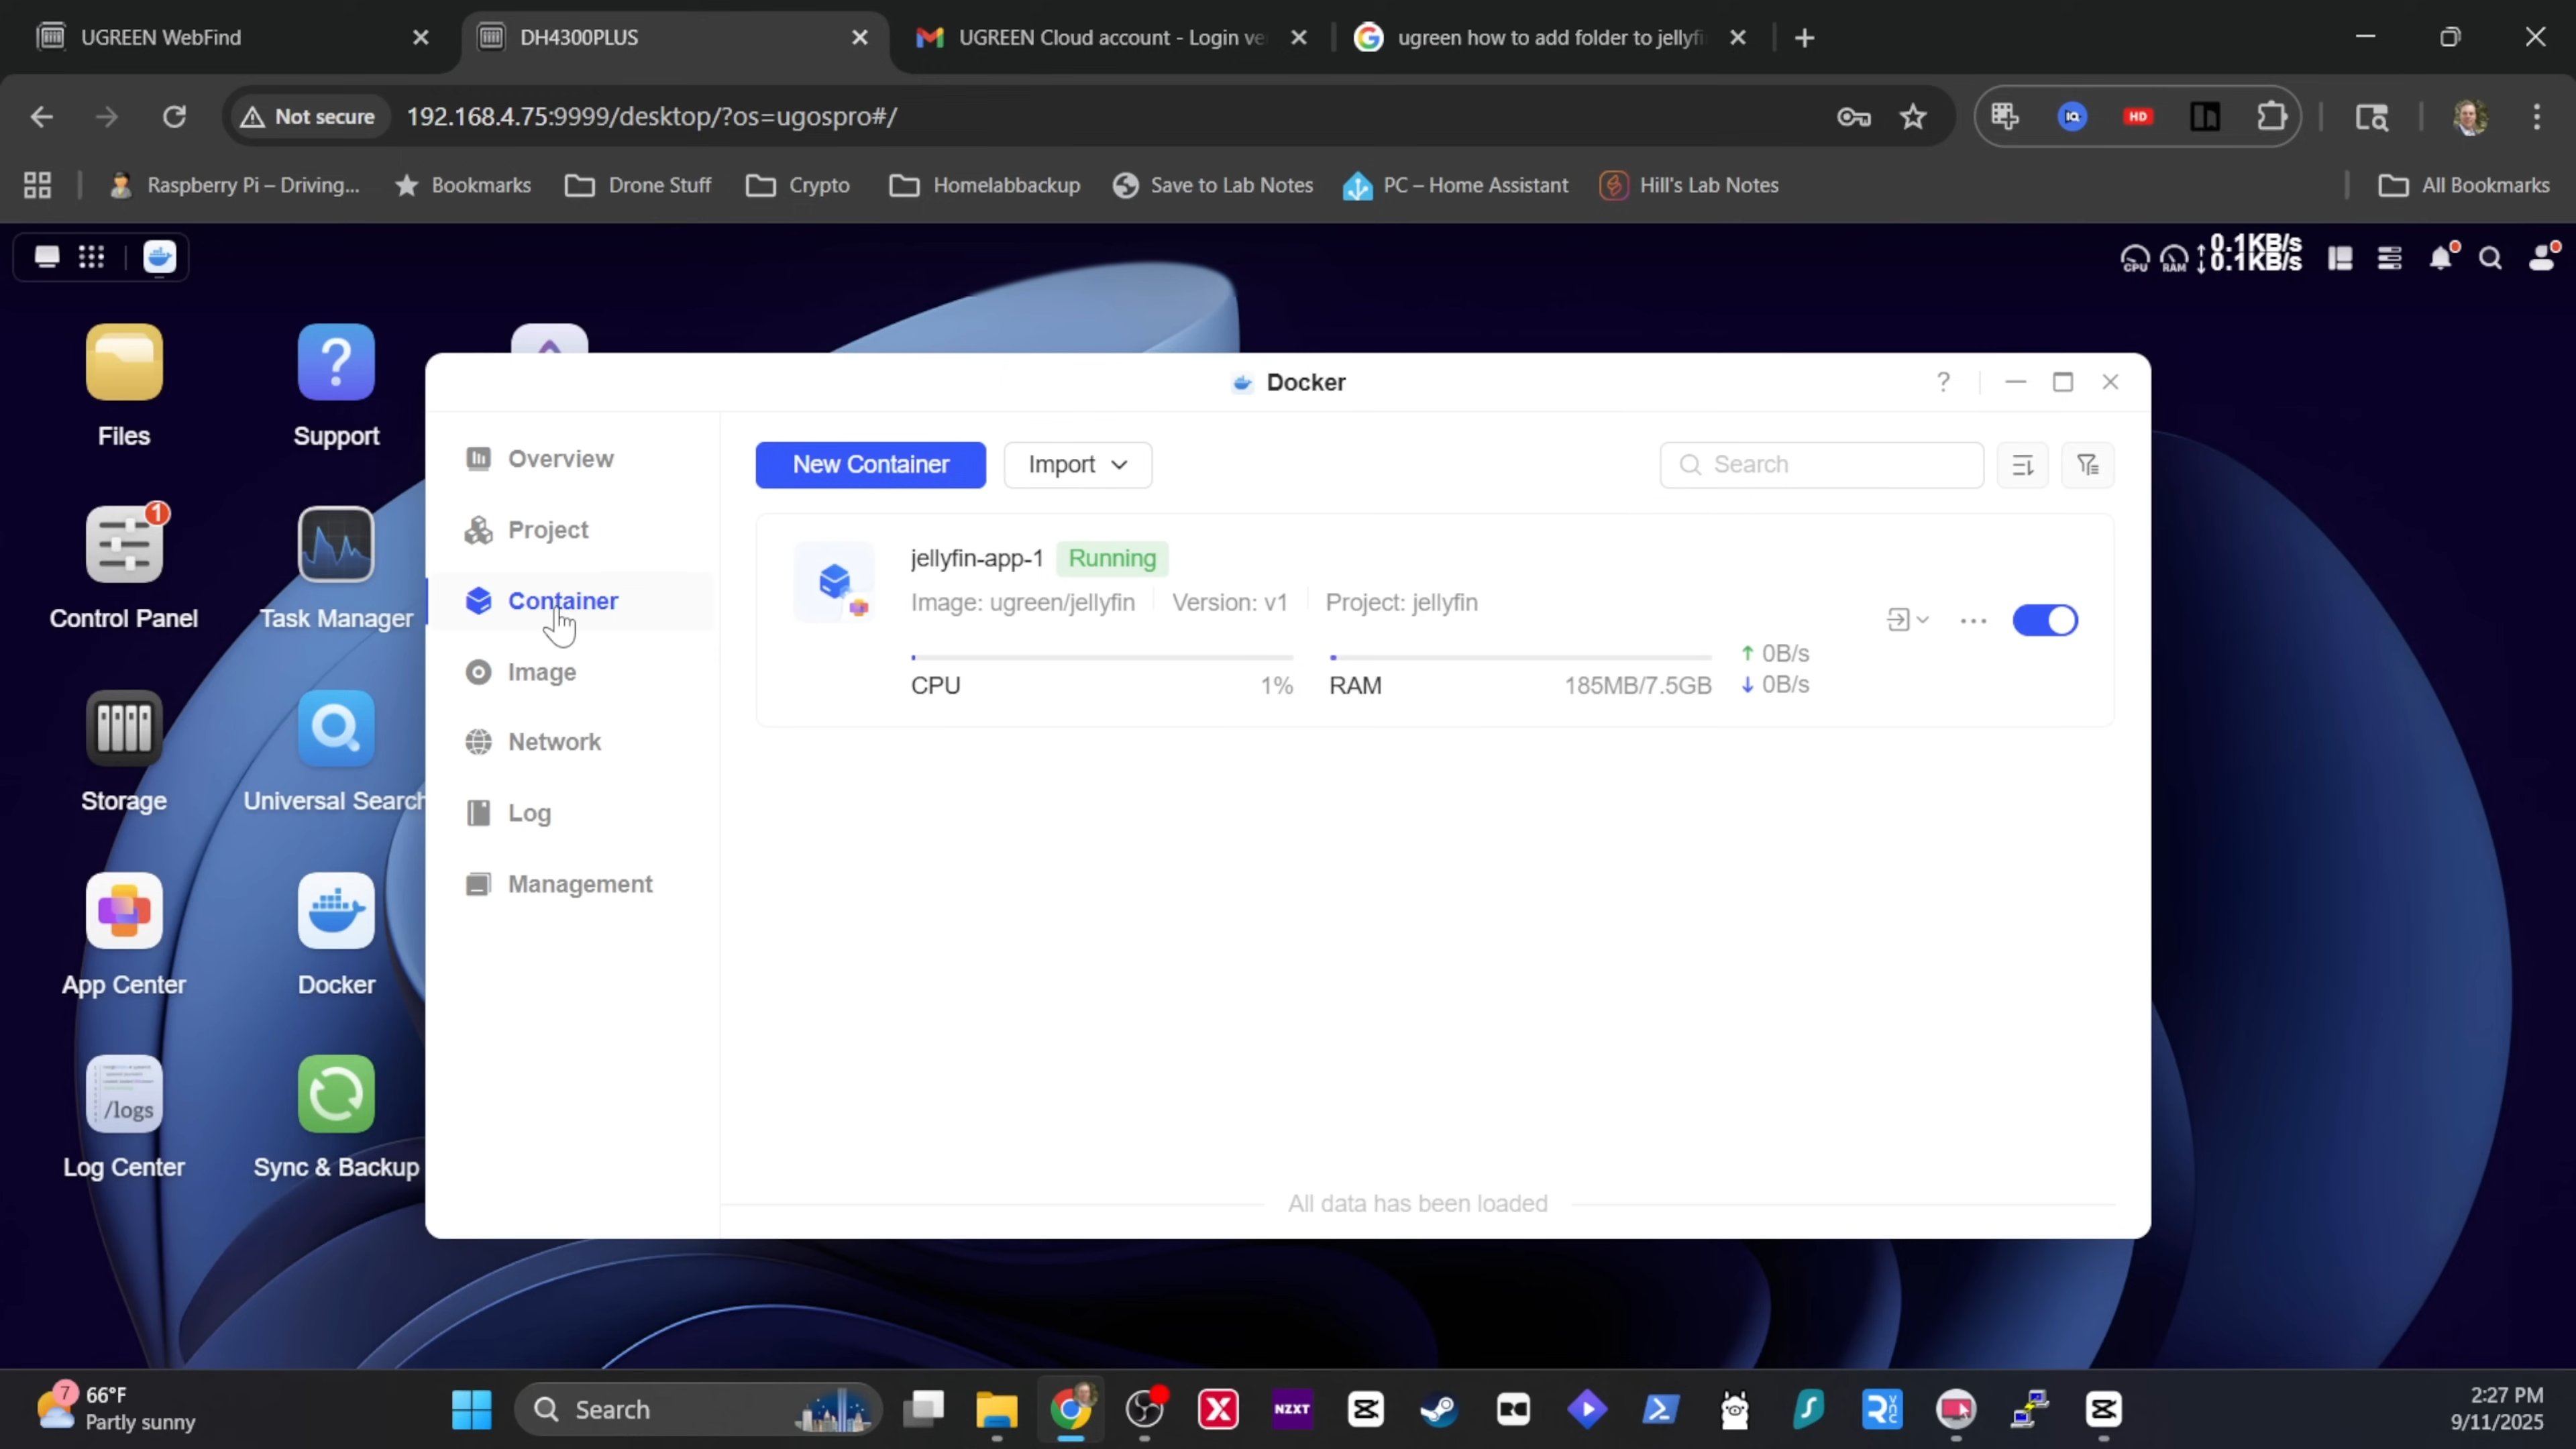 UGREEN WebFind
DH4300PLUS
UGREEN Cloud account - Login ve
ugreen how to add folder to jellyfi
Not secure
192.168.4.75:9999/desktop/?os=ugospro#/
HD
Raspberry Pi – Driving...
Bookmarks
Drone Stuff
Crypto
Homelabbackup
Save to Lab Notes
PC – Home Assistant
Hill's Lab Notes
All Bookmarks
CPU
RAM
0.1KB/s
0.1KB/s
Files
Support
Control Panel
1
Task Manager
Storage
Universal Search
App Center
Docker
/logs
Log Center
Sync & Backup
Docker
?
Overview
Project
Container
Image
Network
Log
Management
New Container
Import
Search
jellyfin-app-1
Running
Image: ugreen/jellyfin
Version: v1
Project: jellyfin
CPU
1%
RAM
185MB/7.5GB
0B/s
0B/s
All data has been loaded
7
66°F
Partly sunny
Search
NZXT
2:27 PM
9/11/2025